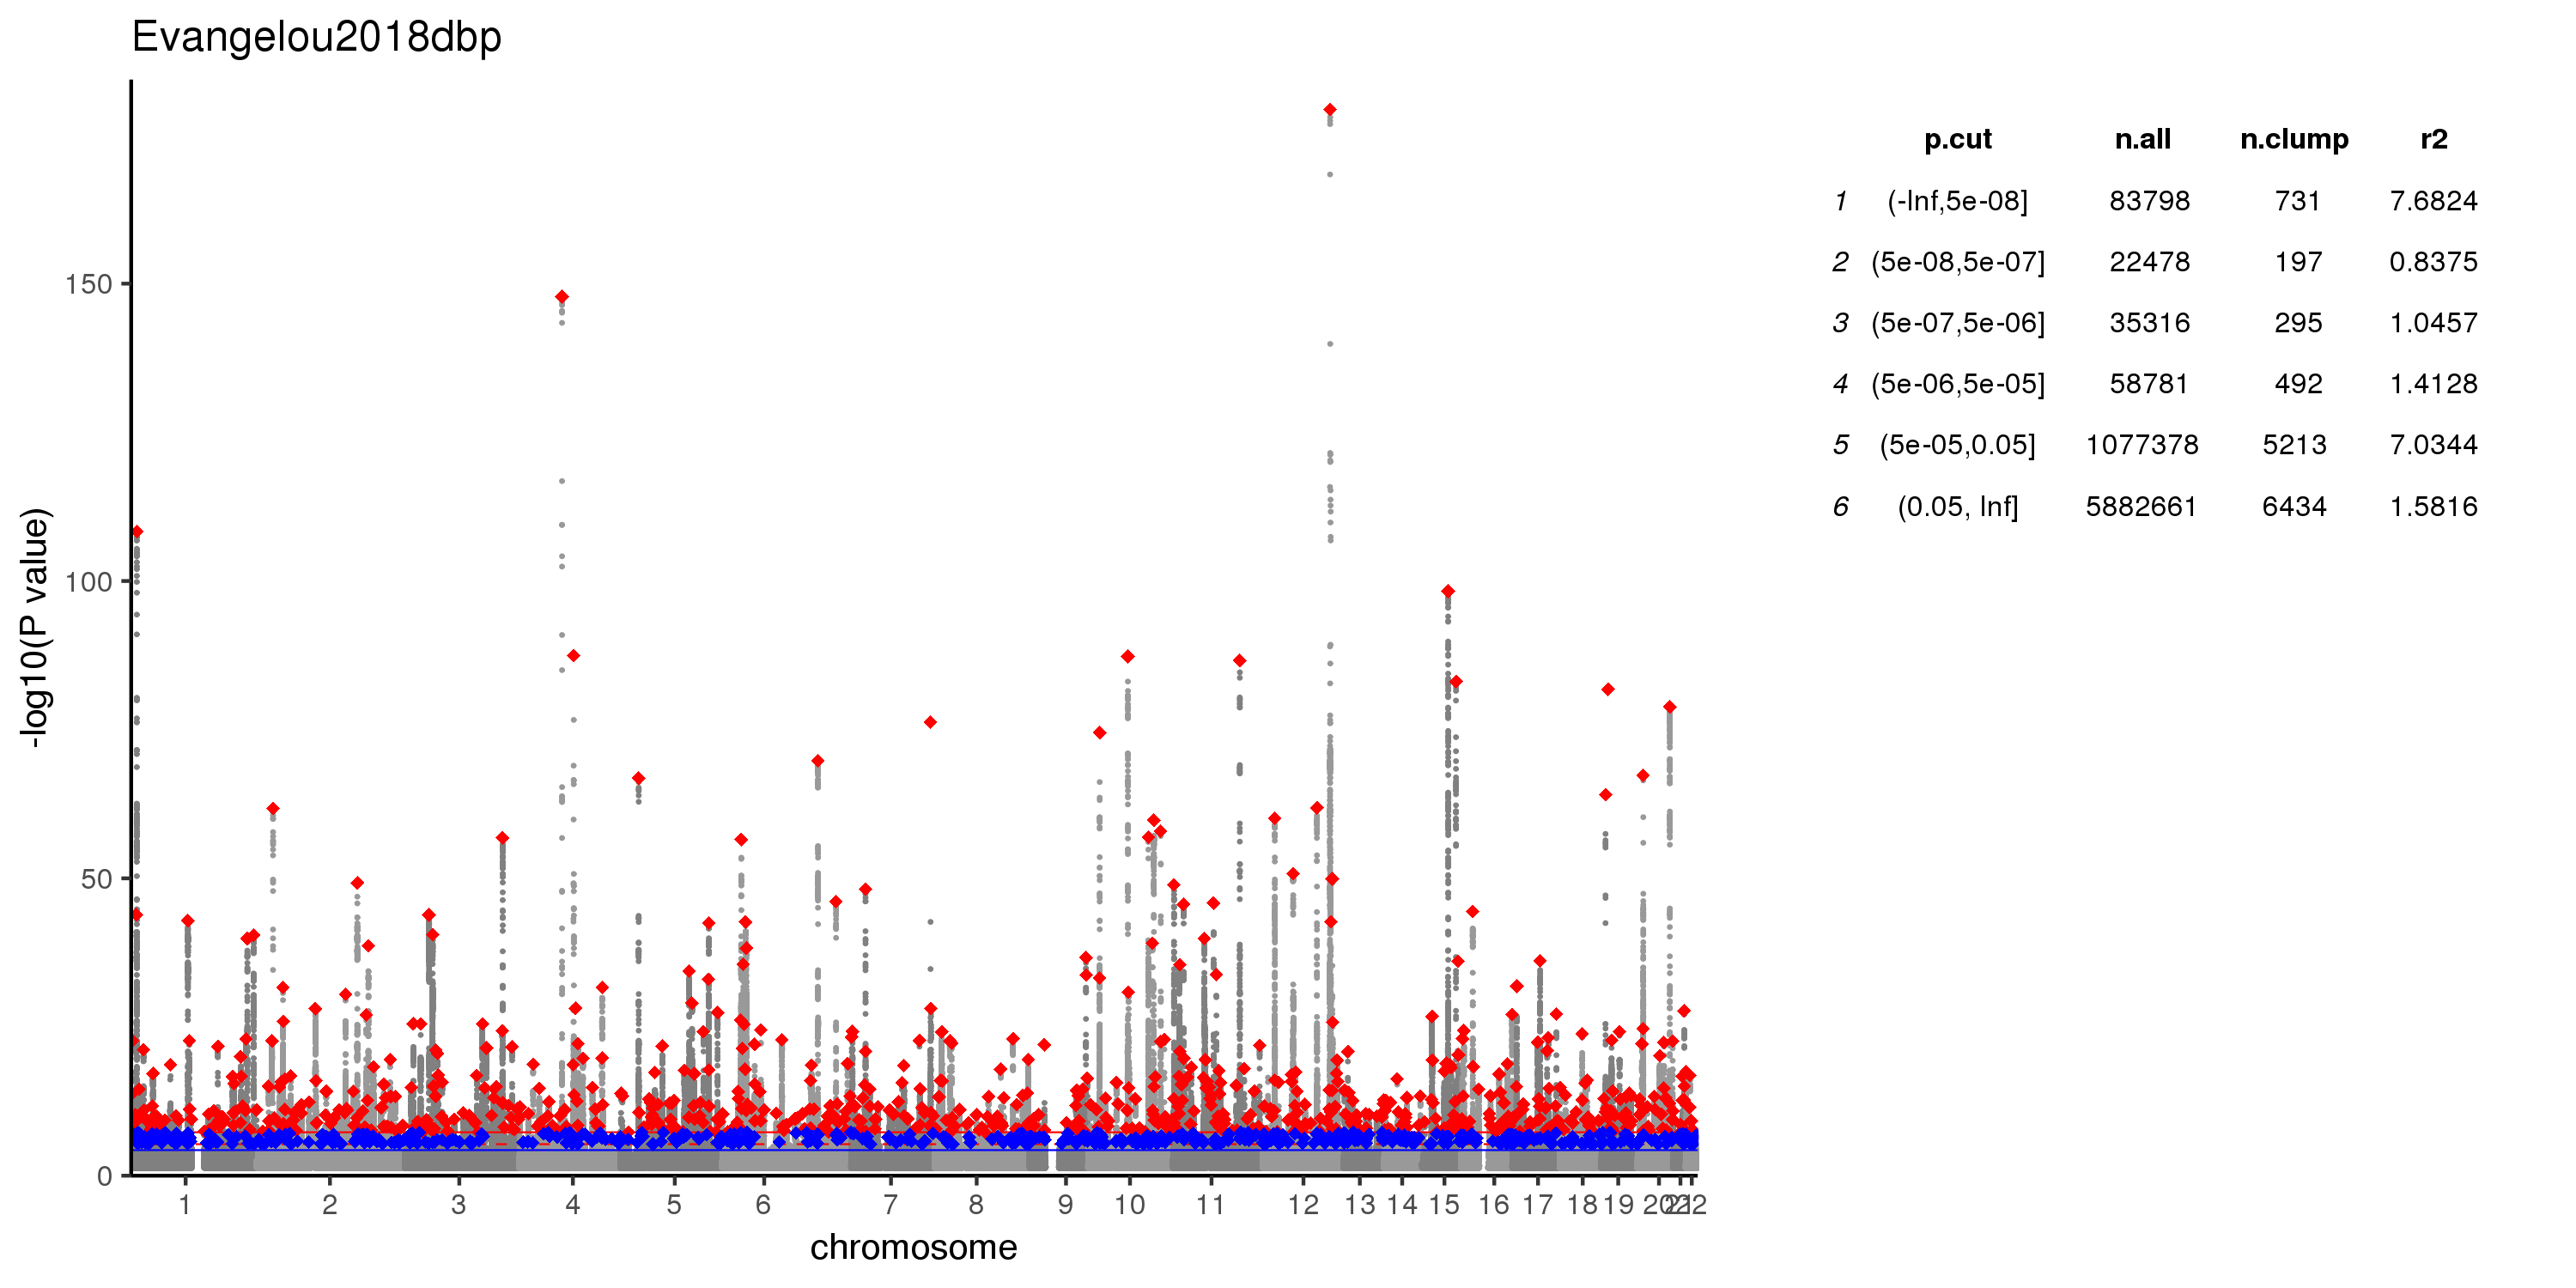 Evangelou2018dbp
-log10(P value)
150
100
50
0
1 2 3 4 5 6 7 8 9 10 11 12 13 14 15 16 17 18 19 20 21 22
chromosome
p.cut n.all n.clump r2
1 (-Inf,5e-08] 83798 731 7.6824
2 (5e-08,5e-07] 22478 197 0.8375
3 (5e-07,5e-06] 35316 295 1.0457
4 (5e-06,5e-05] 58781 492 1.4128
5 (5e-05,0.05] 1077378 5213 7.0344
6 (0.05, Inf] 5882661 6434 1.5816